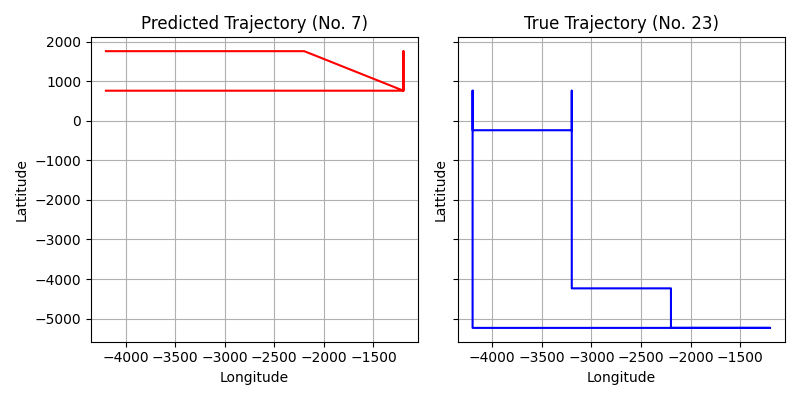 Predicted Trajectory (No. 7)
True Trajectory (No. 23)
2000
1000
0
−1000
−2000
−3000
−4000
−5000
Lattitude
Lattitude
−4000 −3500 −3000 −2500 −2000 −1500
−4000 −3500 −3000 −2500 −2000 −1500
Longitude
Longitude